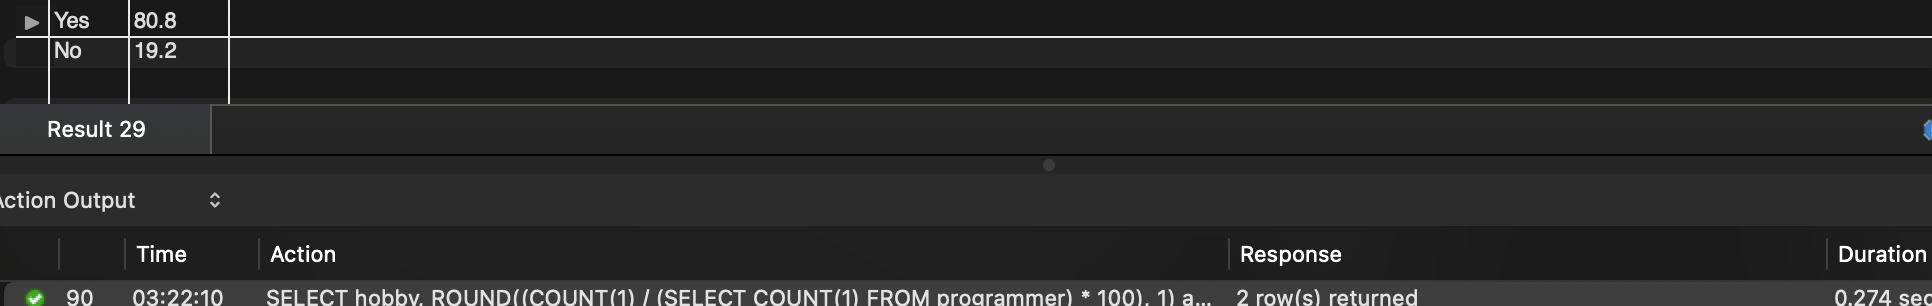 Yes 80.8
No 19.2
Result 29
Action Output
Time Action Response Duration
90 03:22:10 SELECT hobby, ROUND((COUNT(1) / (SELECT COUNT(1) FROM programmer) * 100), 1) a... 2 row(s) returned 0.274 sec